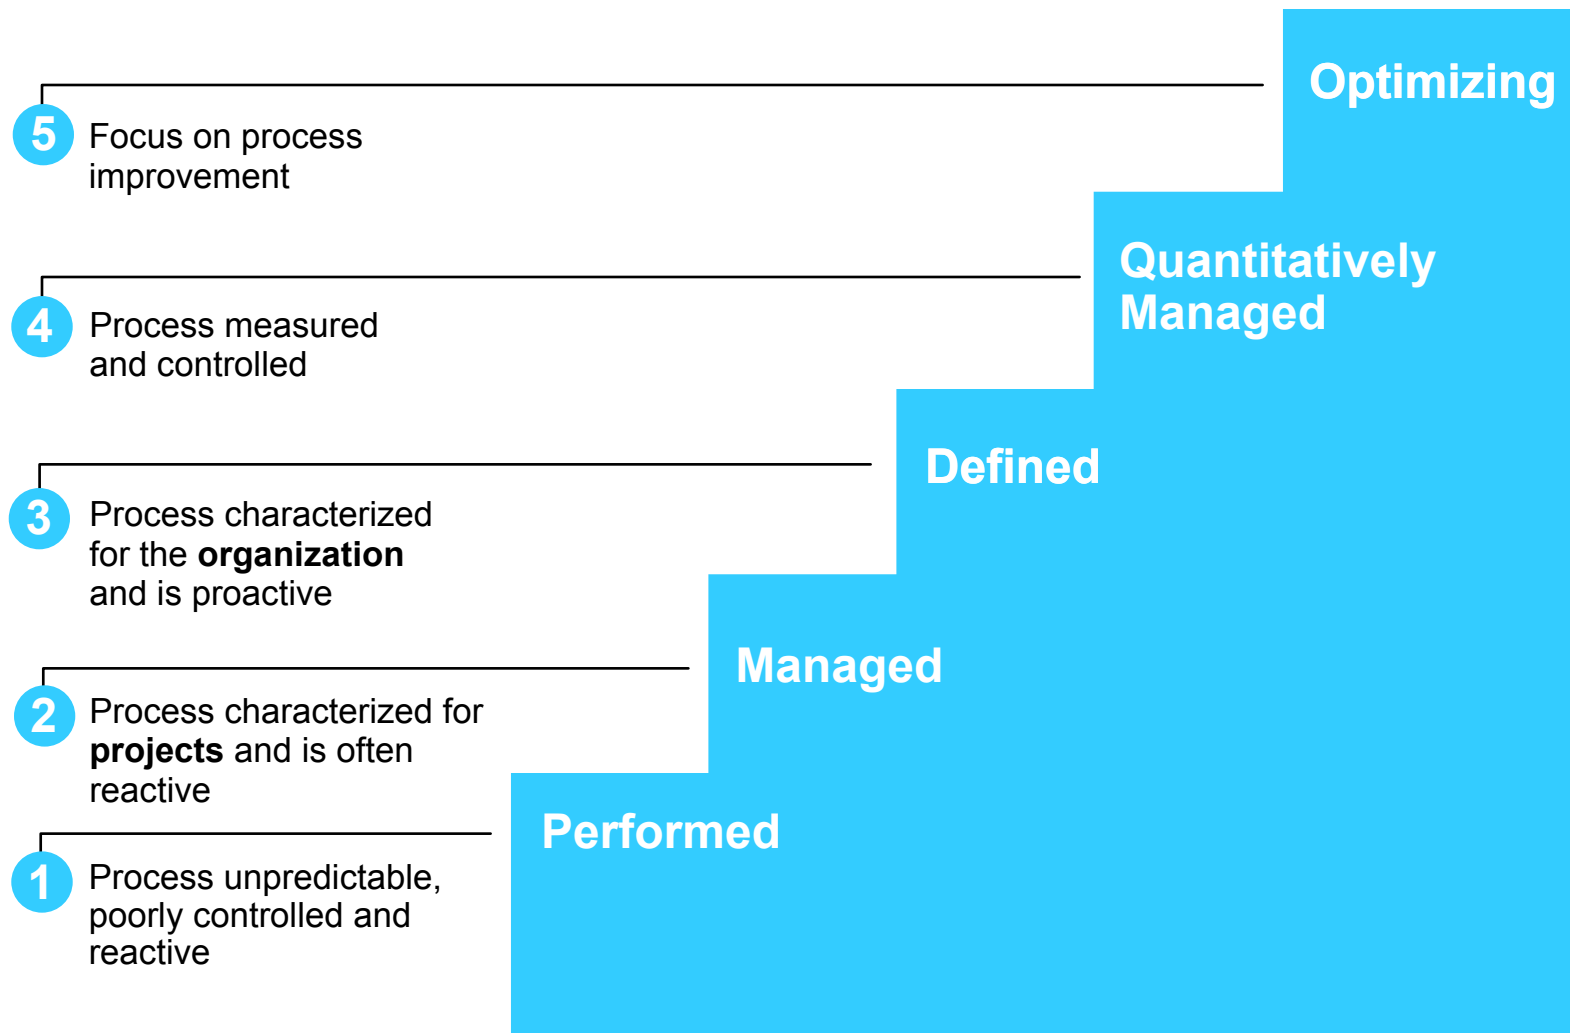 Optimizing
5
Focus on process
improvement
Quantitatively
Managed
4
Process measured
and controlled
Defined
3
Process characterized
for the organization
and is proactive
Managed
2
Process characterized for
projects and is often
reactive
Performed
1
Process unpredictable,
poorly controlled and
reactive